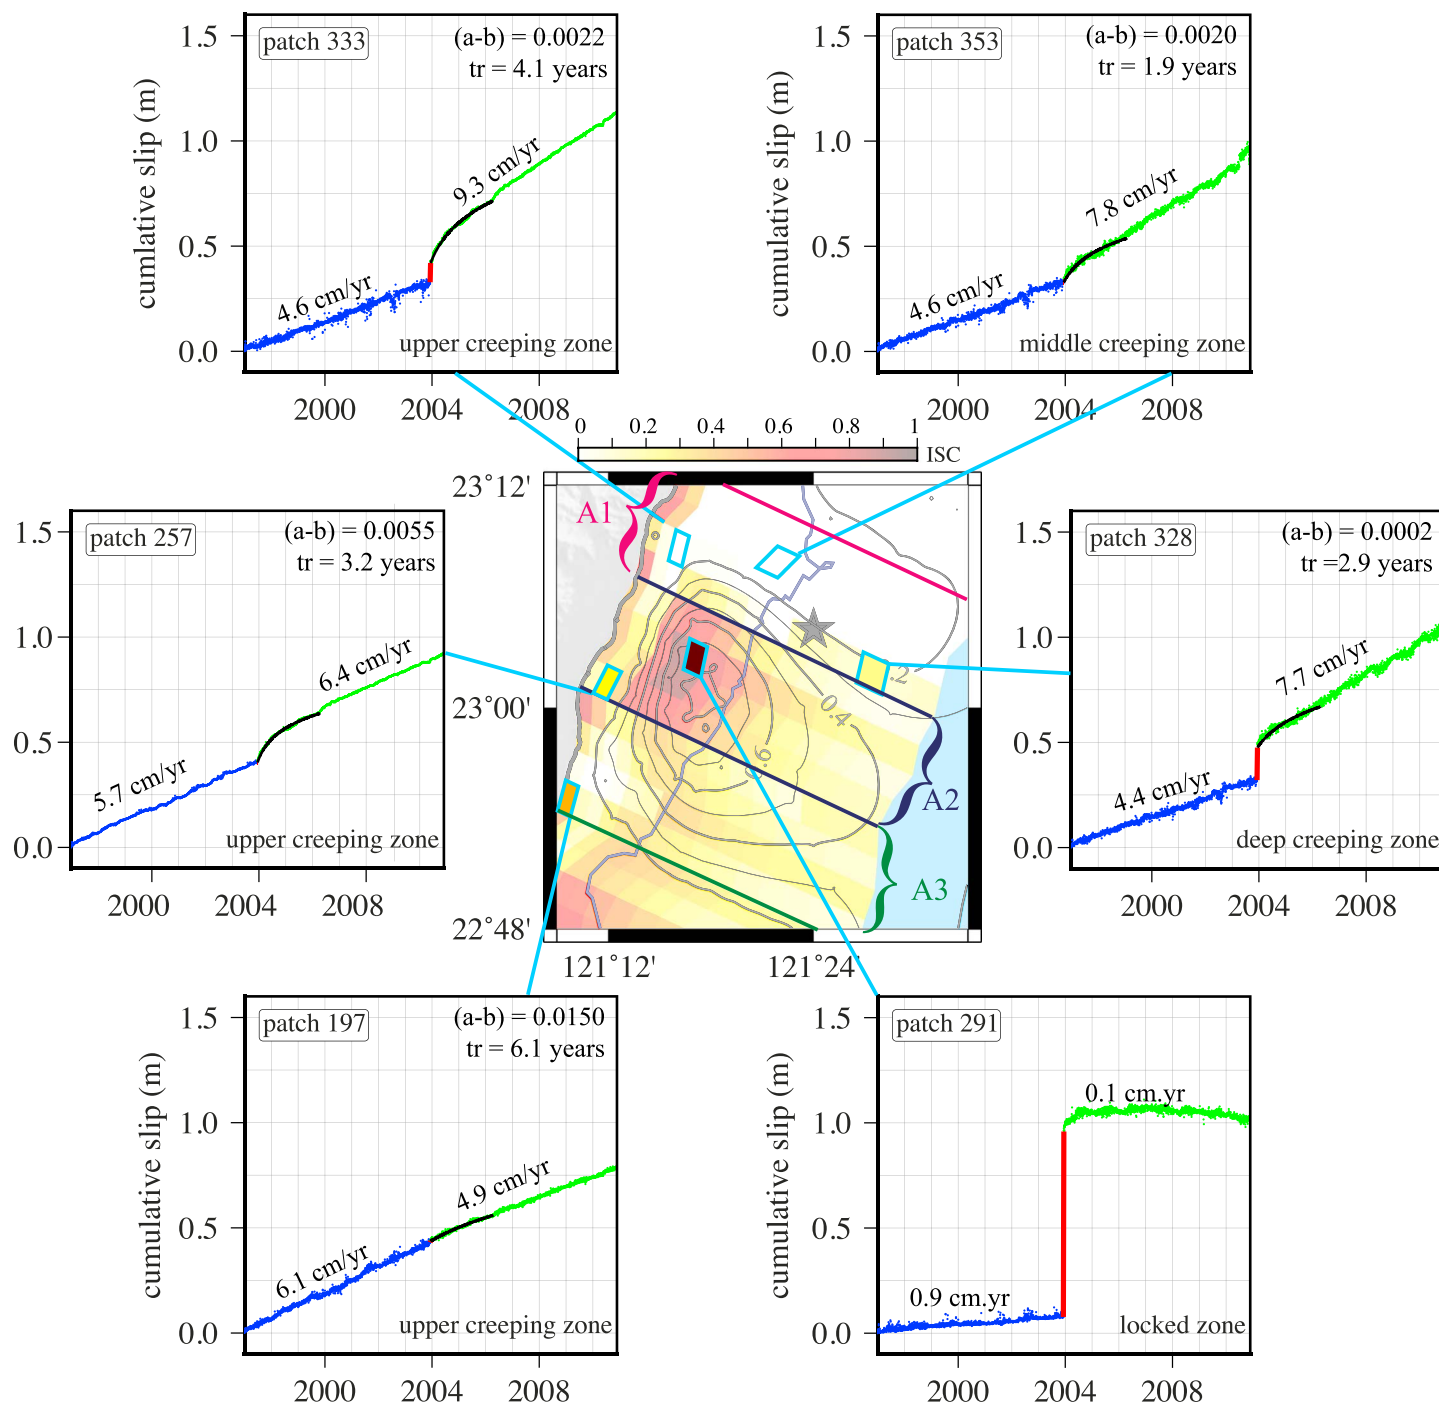 patch 333
(a-b) = 0.0022
tr = 4.1 years
cumlative slip (m)
1.5
1.0
0.5
0.0
4.6 cm/yr
9.3 cm/yr
upper creeping zone
2000 2004 2008
patch 353
(a-b) = 0.0020
tr = 1.9 years
cumulative slip (m)
1.5
1.0
0.5
0.0
4.6 cm/yr
7.8 cm/yr
middle creeping zone
2000 2004 2008
0 0.2 0.4 0.6 0.8 1
ISC
23°12'
23°00'
22°48'
121°12' 121°24'
A1
A2
A3
.2
0.4
.6
patch 257
(a-b) = 0.0055
tr = 3.2 years
1.5
1.0
0.5
0.0
5.7 cm/yr
6.4 cm/yr
upper creeping zone
2000 2004 2008
patch 328
(a-b) = 0.0002
tr =2.9 years
1.5
1.0
0.5
0.0
4.4 cm/yr
7.7 cm/yr
deep creeping zone
2000 2004 2008
patch 197
(a-b) = 0.0150
tr = 6.1 years
cumulative slip (m)
1.5
1.0
0.5
0.0
6.1 cm/yr
4.9 cm/yr
upper creeping zone
2000 2004 2008
patch 291
cumulative slip (m)
1.5
1.0
0.5
0.0
0.9 cm.yr
0.1 cm.yr
locked zone
2000 2004 2008